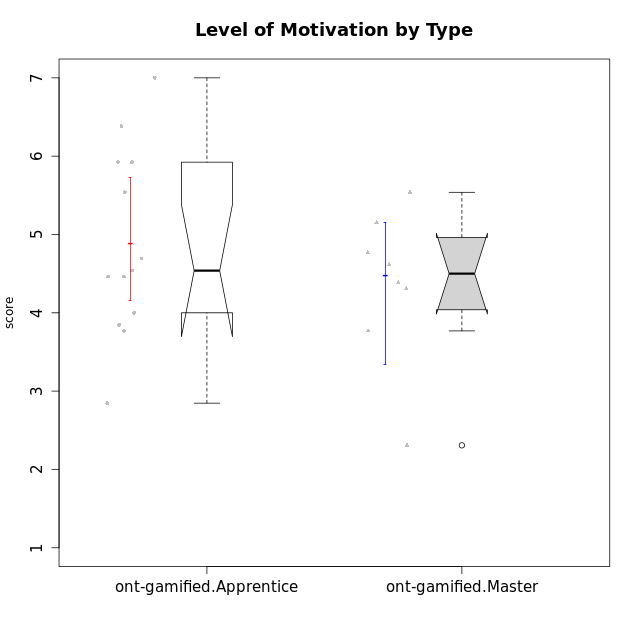 Level of Motivation by Type
7
6
5
4
3
2
1
score
ont-gamified.Apprentice
ont-gamified.Master